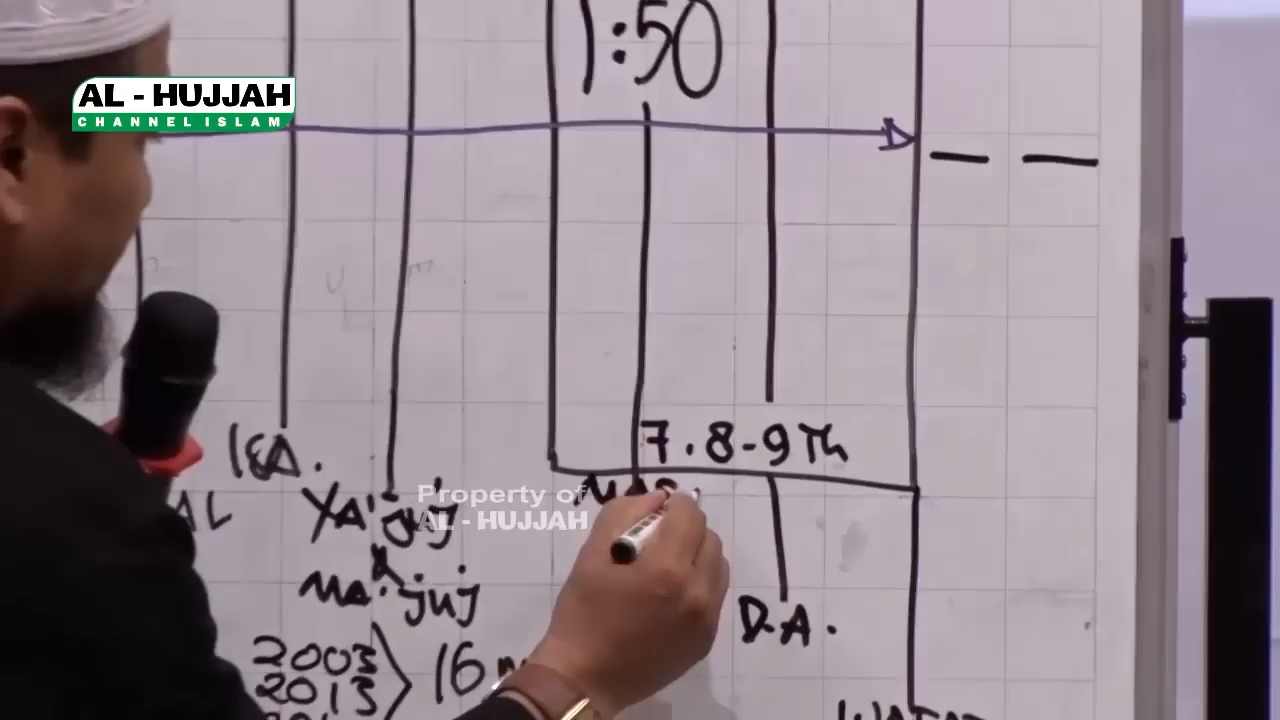 1:50
AL - HUJJAH
CHANNEL ISLAM
7.8-9 Th
ISA.
AL
YA'juj
&
MA'juj
Property of
AL - HUJJAH
D.A.
2003
2013
16